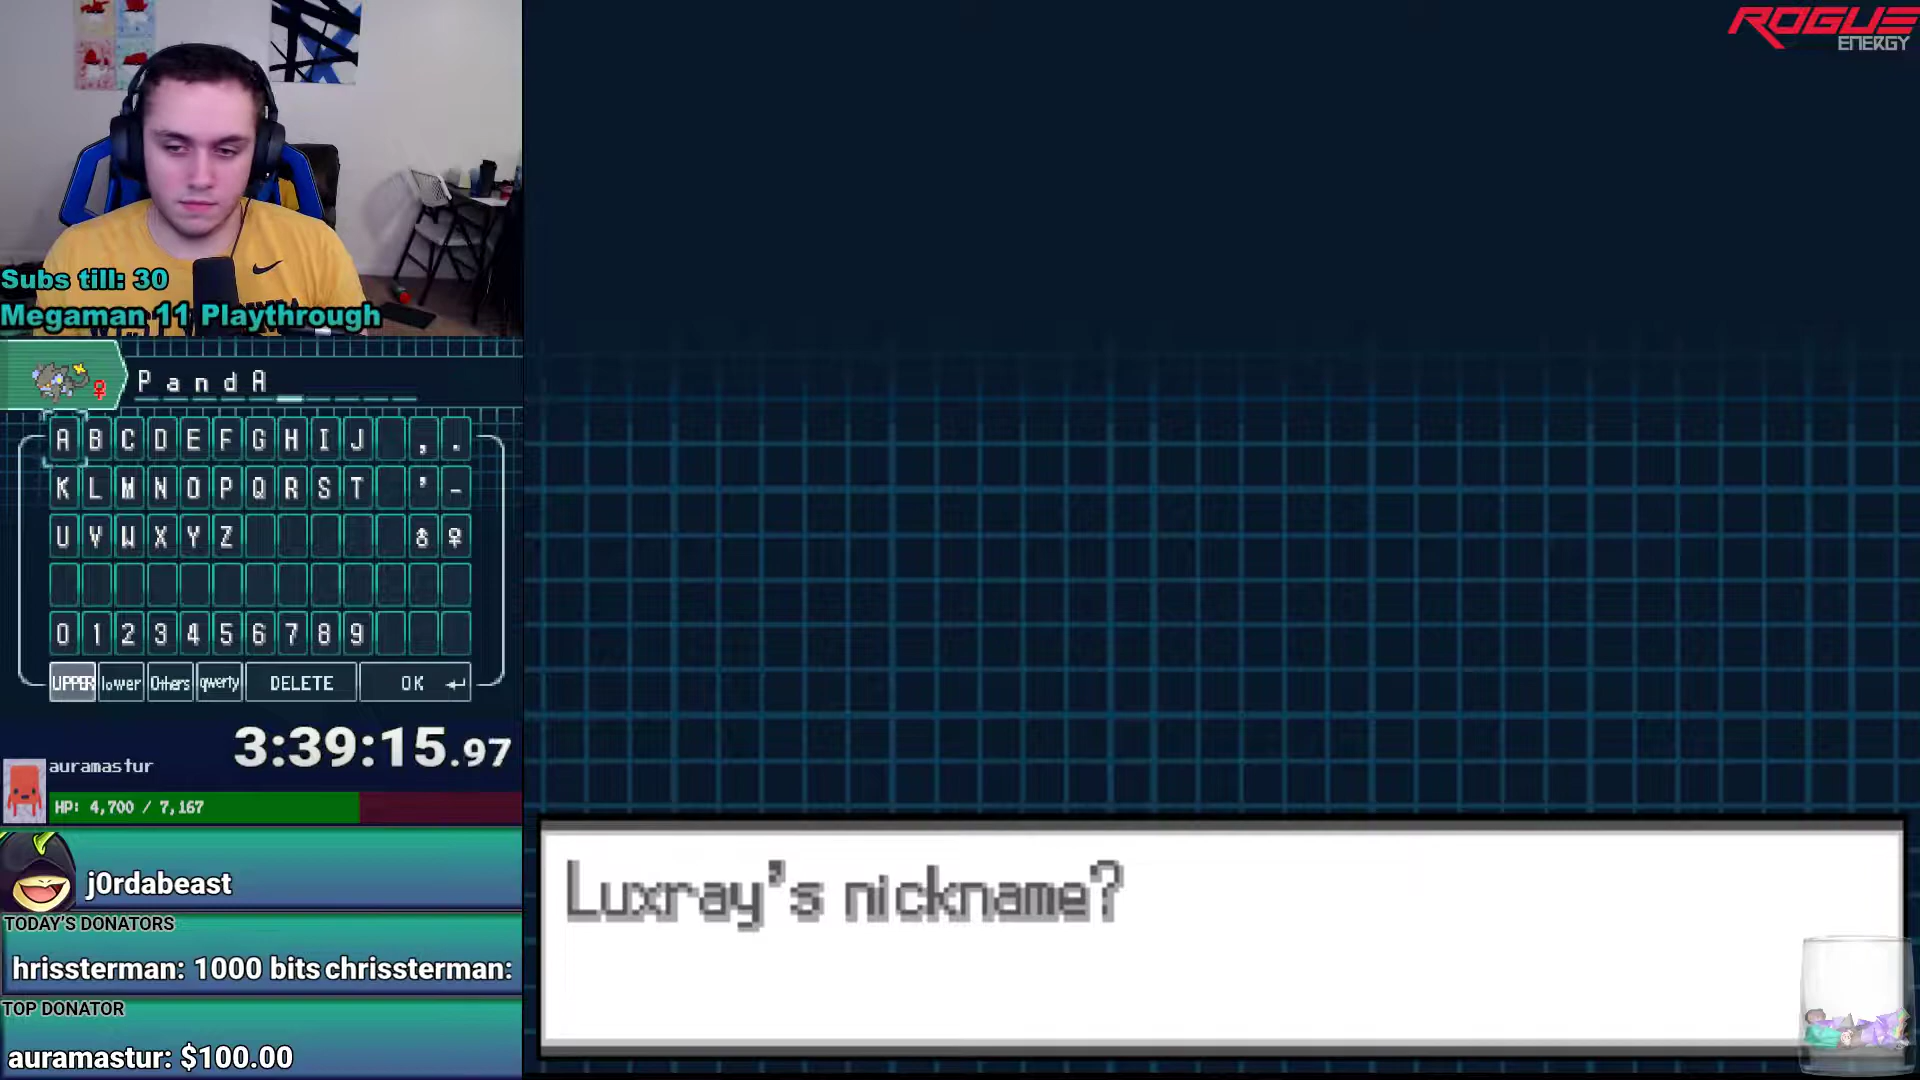 ROGUE
ENERGY
Subs till: 30
Megaman 11 Playthrough
PandA
A B C D E F G H I J , .
K L M N O P Q R S T ' -
U V W X Y Z ♂ ♀
0 1 2 3 4 5 6 7 8 9
UPPER lower Others qwerty DELETE OK
3:39:15.97
auramastur
HP: 4,700 / 7,167
j0rdabeast
TODAY'S DONATORS
hrissterman: 1000 bits chrissterman:
TOP DONATOR
auramastur: $100.00
Luxray's nickname?